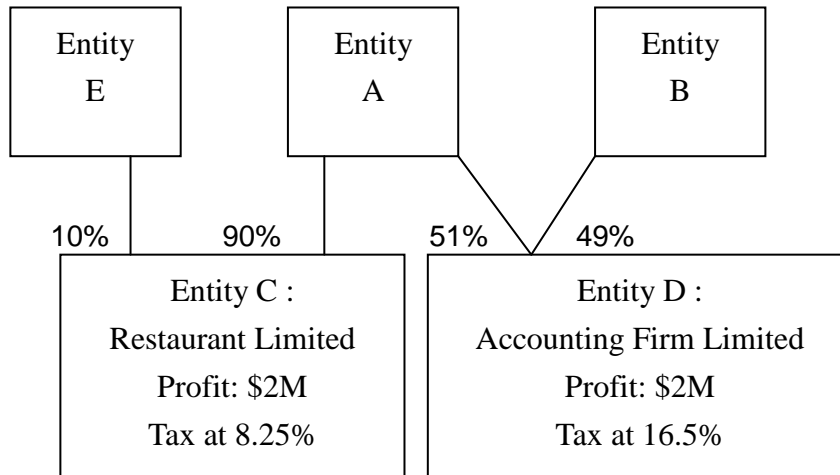 Entity
E
Entity
A
Entity
B
10%
90%
51%
49%
Entity C :
Restaurant Limited
Profit: $2M
Tax at 8.25%
Entity D :
Accounting Firm Limited
Profit: $2M
Tax at 16.5%